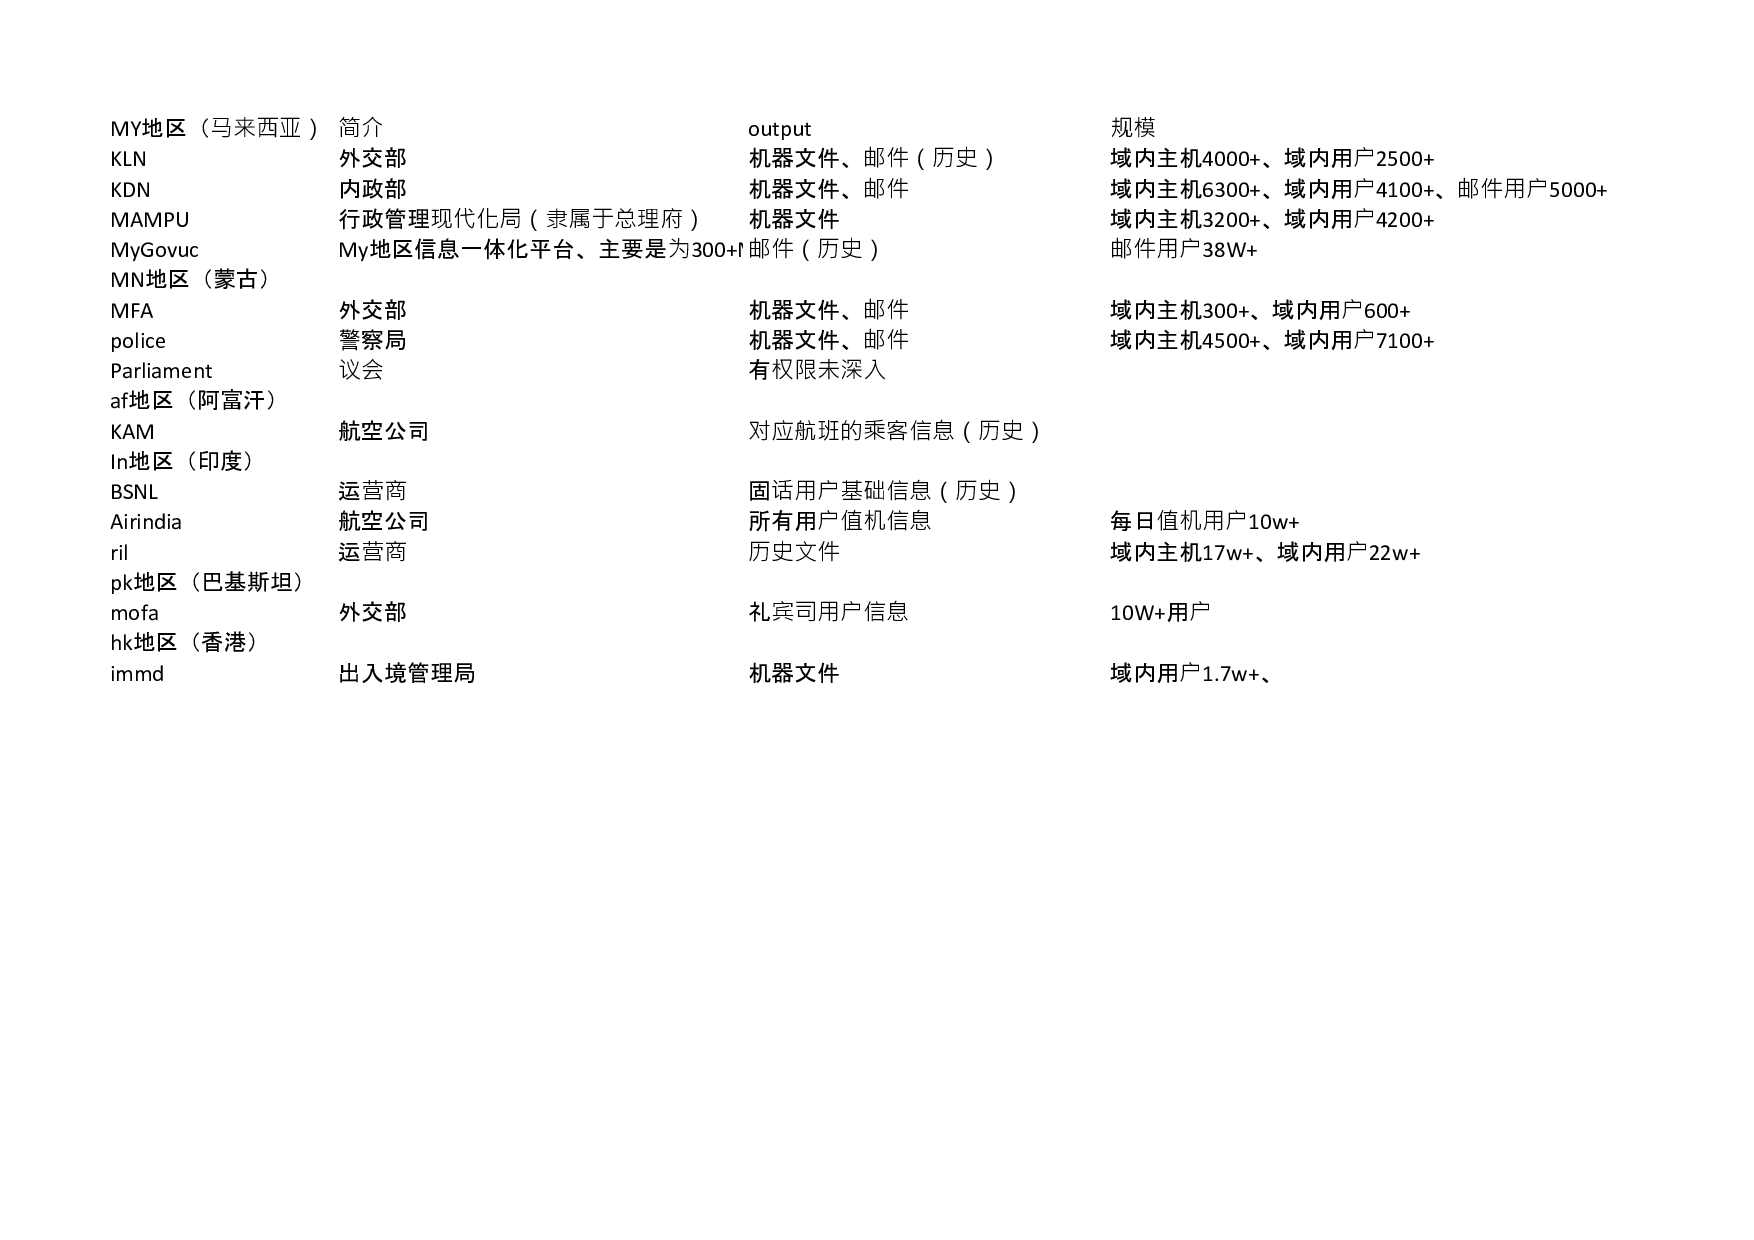 MY地区（马来西亚） 简介 output 规模
KLN 外交部 机器文件、邮件（历史） 域内主机4000+、域内用户2500+
KDN 内政部 机器文件、邮件 域内主机6300+、域内用户4100+、邮件用户5000+
MAMPU 行政管理现代化局（隶属于总理府） 机器文件 域内主机3200+、域内用户4200+
MyGovuc My地区信息一体化平台、主要是为300+ 邮件（历史） 邮件用户38W+
MN地区（蒙古）
MFA 外交部 机器文件、邮件 域内主机300+、域内用户600+
police 警察局 机器文件、邮件 域内主机4500+、域内用户7100+
Parliament 议会 有权限未深入
af地区（阿富汗）
KAM 航空公司 对应航班的乘客信息（历史）
In地区（印度）
BSNL 运营商 固话用户基础信息（历史）
Airindia 航空公司 所有用户值机信息 每日值机用户10w+
ril 运营商 历史文件 域内主机17w+、域内用户22w+
pk地区（巴基斯坦）
mofa 外交部 礼宾司用户信息 10W+用户
hk地区（香港）
immd 出入境管理局 机器文件 域内用户1.7w+、